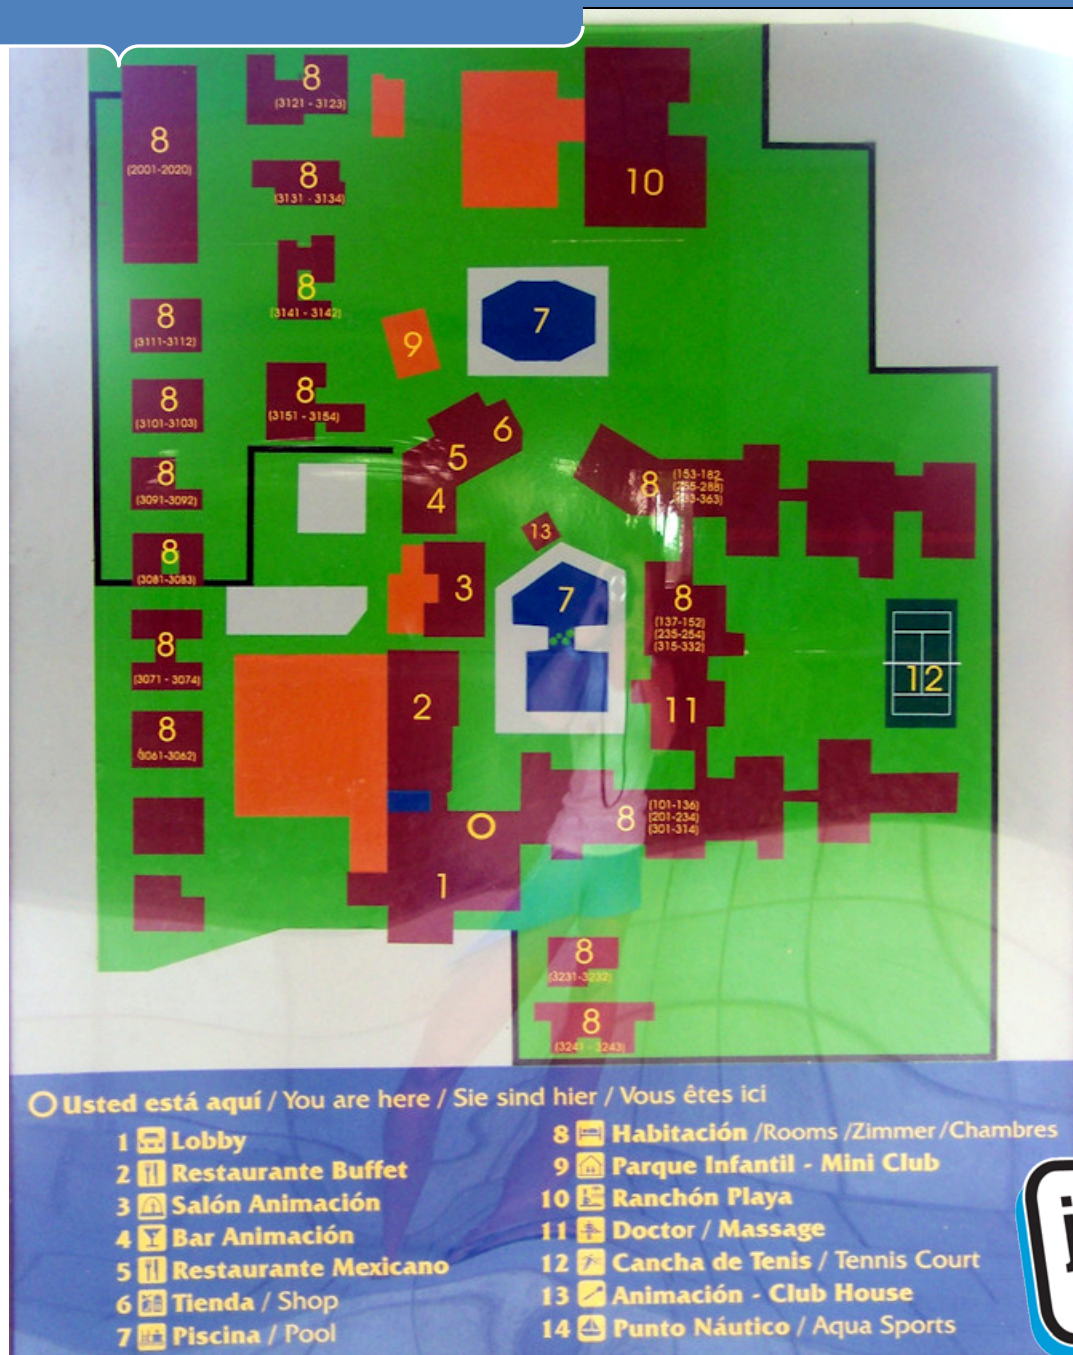 8
(3121 - 3123)
8
(2001-2020)
8
(3131 - 3134)
10
8
(3141 - 3142)
7
8
(3111-3112)
9
8
(3151 - 3154)
8
(3101-3103)
6
5
8
(3091-3092)
4
8
(153-182
13
8
(3081-3083)
3
7
8
(137-152)
(235-254)
(315-332)
8
(3071 - 3074)
12
2
11
8
(3061-3062)
8
(101-136)
(201-234)
(301-314)
1
8
(3231-3232)
8
(3241 - 3243)
Usted está aquí / You are here / Sie sind hier / Vous êtes ici
1 Lobby
2 Restaurante Buffet
3 Salón Animación
4 Bar Animación
5 Restaurante Mexicano
6 Tienda / Shop
7 Piscina / Pool
8 Habitación /Rooms /Zimmer /Chambres
9 Parque Infantil - Mini Club
10 Ranchón Playa
11 Doctor / Massage
12 Cancha de Tenis / Tennis Court
13 Animación - Club House
14 Punto Náutico / Aqua Sports